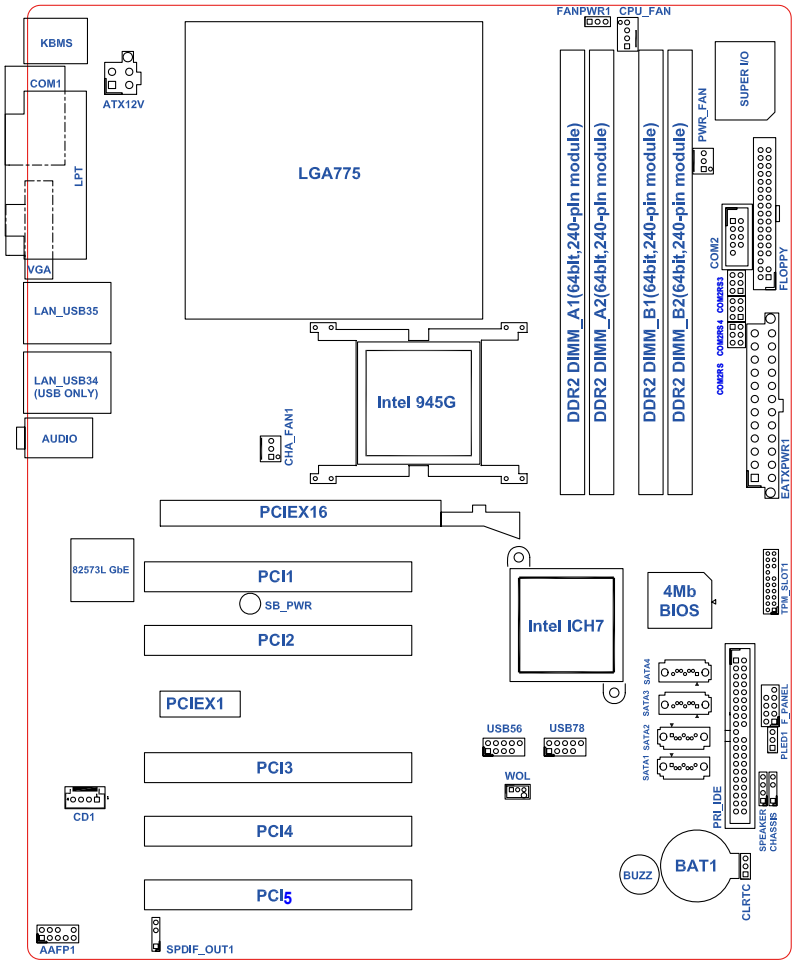 FANPWR1 CPU_FAN
KBMS
COM1
ATX12V
LPT
VGA
LGA775
DDR2 DIMM_A1(64bit,240-pin module)
DDR2 DIMM_A2(64bit,240-pin module)
DDR2 DIMM_B1(64bit,240-pin module)
DDR2 DIMM_B2(64bit,240-pin module)
SUPER I/O
PWR_FAN
COM2
FLOPPY
COM2RS COM2RS4 COM2RS3
EATXPWR1
LAN_USB35
LAN_USB34
(USB ONLY)
AUDIO
Intel 945G
CHA_FAN1
PCIEX16
82573L GbE
PCI1
SB_PWR
PCI2
Intel ICH7
4Mb
BIOS
TPM_SLOT1
PCIEX1
SATA4
SATA3
SATA2
SATA1
F_PANEL
PLED1
USB56
USB78
WOL
PRI_IDE
SPEAKER
CHASSIS
PCI3
CD1
PCI4
BUZZ
BAT1
CLRTC
PCI5
AAFP1
SPDIF_OUT1